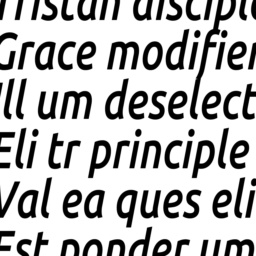 Tristan disciple
Grace modifier
Ill um deselect
Eli tr principle
Val ea ques eli
Est ponder um